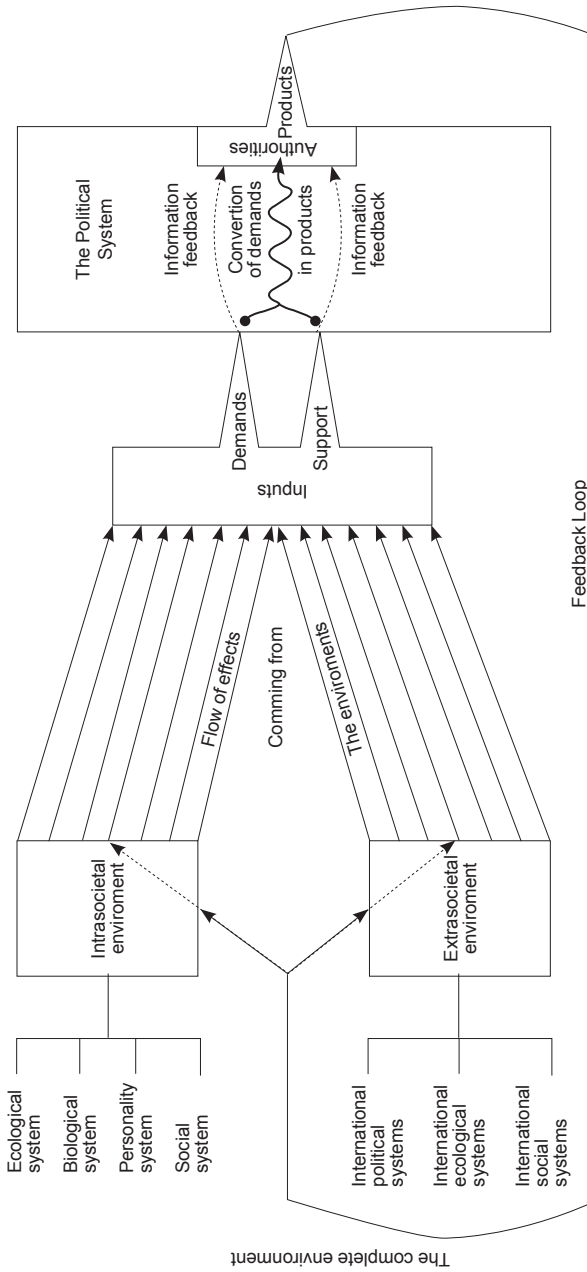 The complete environment
Ecological
system
Biological
system
Personality
system
Social
system
International
political
systems
International
ecological
systems
International
social
systems
Intrasocietal
enviroment
Extrasocietal
enviroment
Flow of effects
Comming from
The enviroments
Inputs
Demands
Support
The Political
System
Information
feedback
Convertion
of demands
in products
Information
feedback
Authorities
Products
Feedback Loop